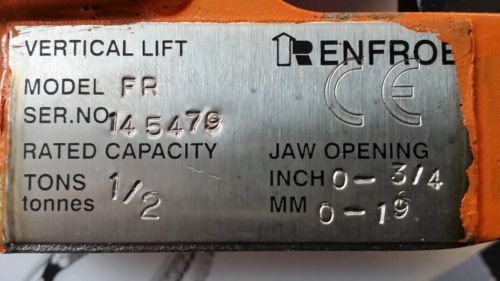 VERTICAL LIFT RENFROE
MODEL FR CE
SER.NO. 145479
RATED CAPACITY JAW OPENING
TONS 1/2 INCH 0-3/4
tonnes MM 0-19